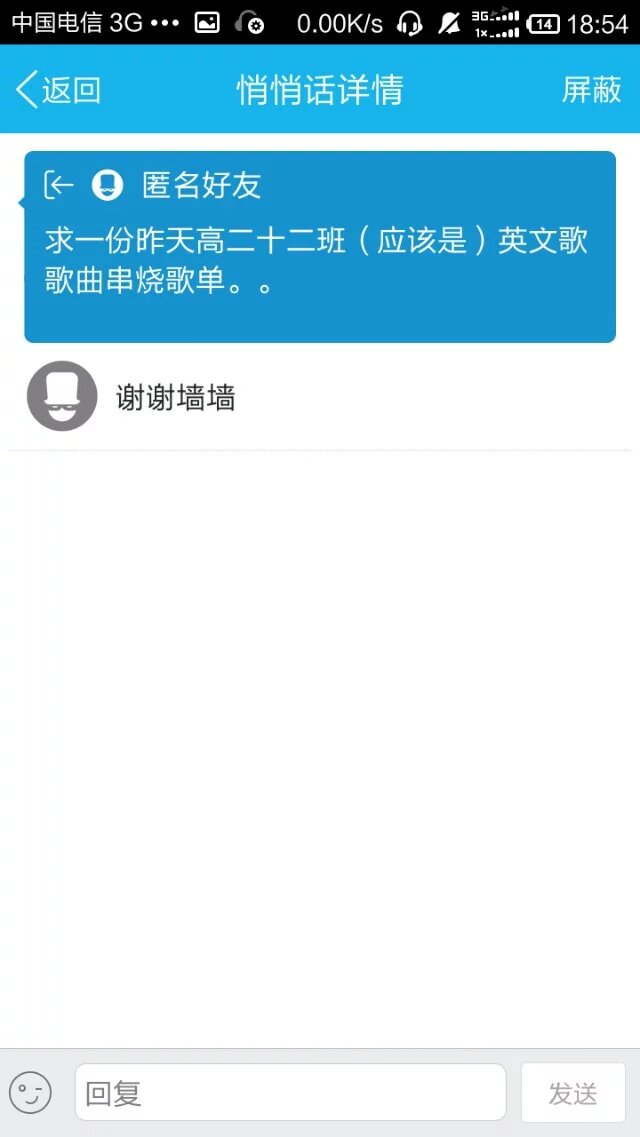 中国电信 3G ••• 0.00K/s 3G 1x 14 18:54
返回 悄悄话详情 屏蔽
匿名好友
求一份昨天高二十二班（应该是）英文歌
歌曲串烧歌单。。
谢谢墙墙
回复 发送